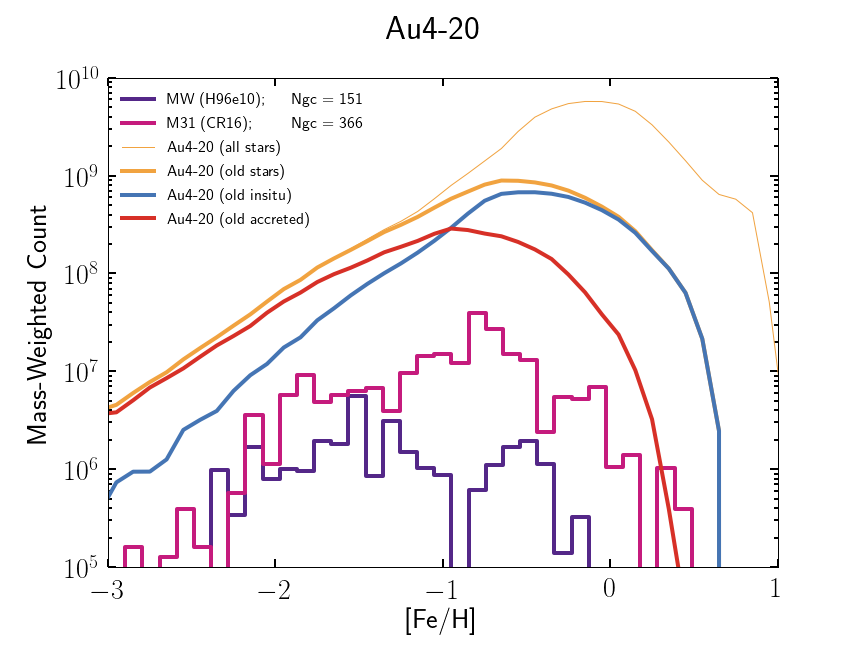 Au4-20
10^10
10^9
10^8
10^7
10^6
10^5
Mass-Weighted Count
MW (H96e10); Ngc = 151
M31 (CR16); Ngc = 366
Au4-20 (all stars)
Au4-20 (old stars)
Au4-20 (old insitu)
Au4-20 (old accreted)
−3 −2 −1 0 1
[Fe/H]